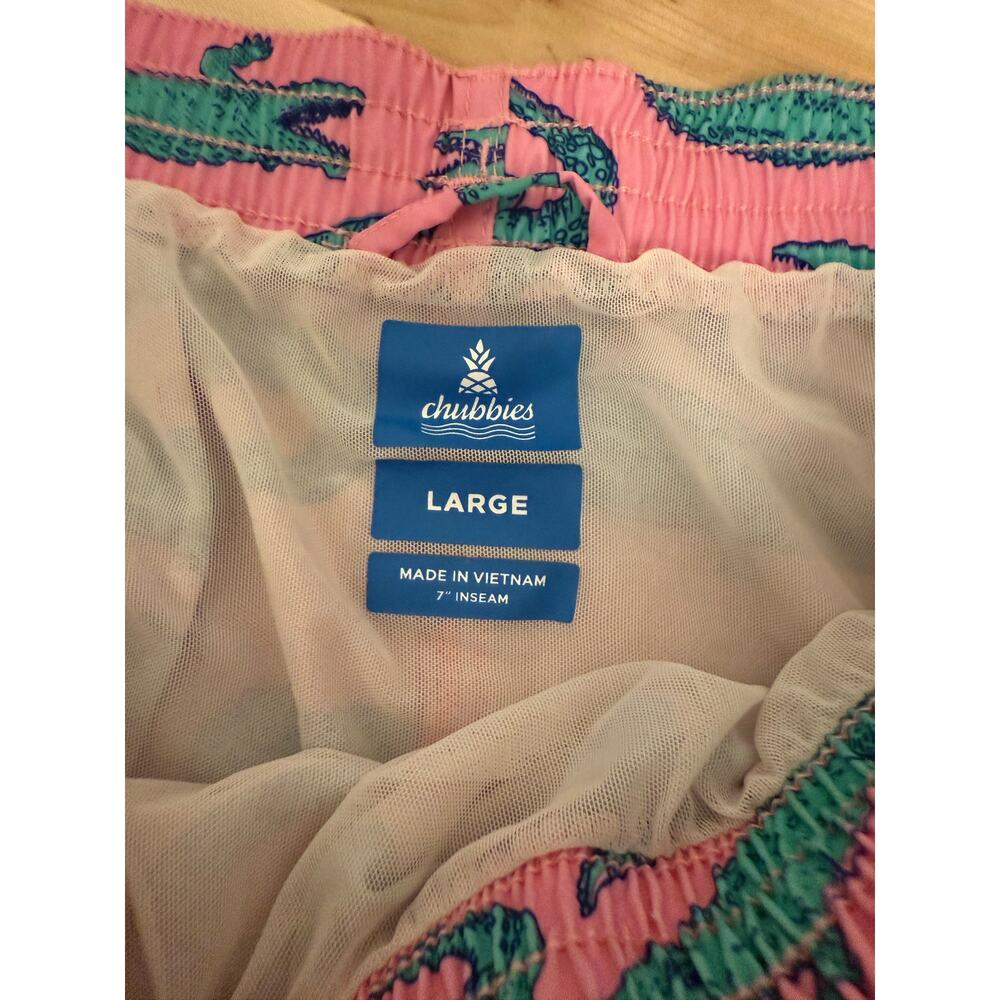 chubbies
LARGE
MADE IN VIETNAM
7" INSEAM